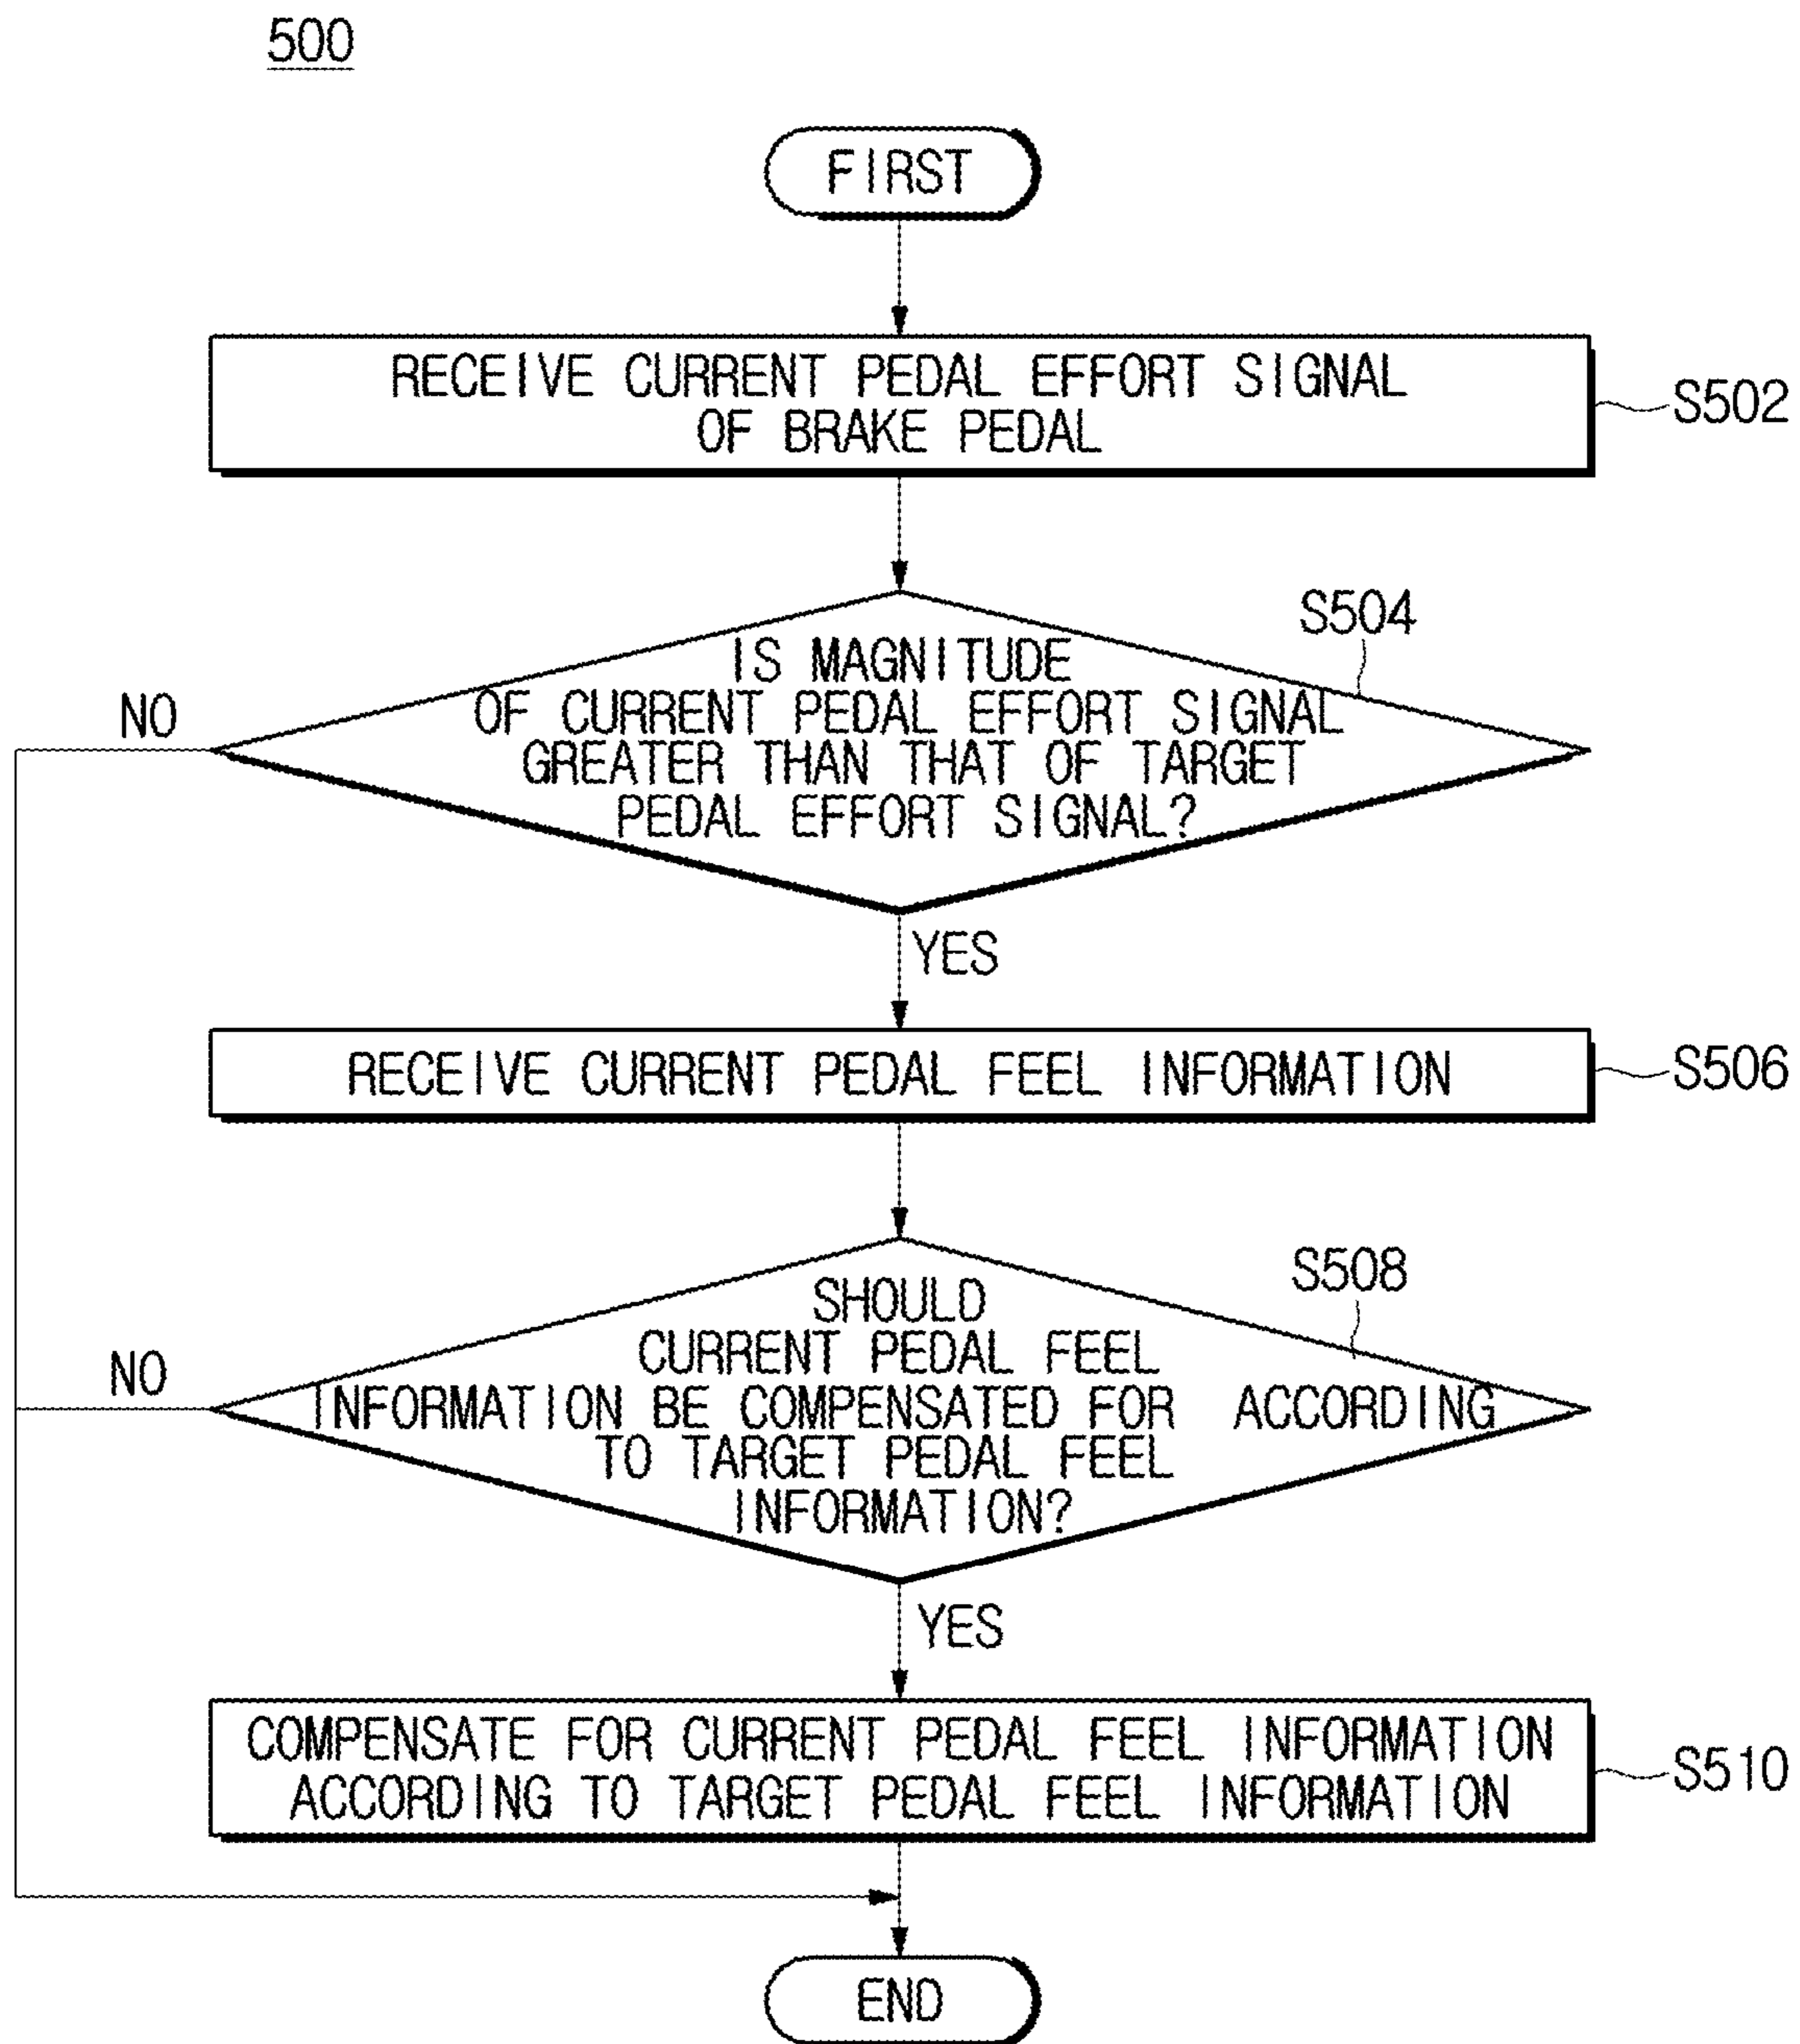 500
FIRST
RECEIVE CURRENT PEDAL EFFORT SIGNAL
OF BRAKE PEDAL
S502
S504
IS MAGNITUDE
OF CURRENT PEDAL EFFORT SIGNAL
GREATER THAN THAT OF TARGET
PEDAL EFFORT SIGNAL?
NO
YES
RECEIVE CURRENT PEDAL FEEL INFORMATION
S506
S508
SHOULD
CURRENT PEDAL FEEL
INFORMATION BE COMPENSATED FOR ACCORDING
TO TARGET PEDAL FEEL
INFORMATION?
NO
YES
COMPENSATE FOR CURRENT PEDAL FEEL INFORMATION
ACCORDING TO TARGET PEDAL FEEL INFORMATION
S510
END